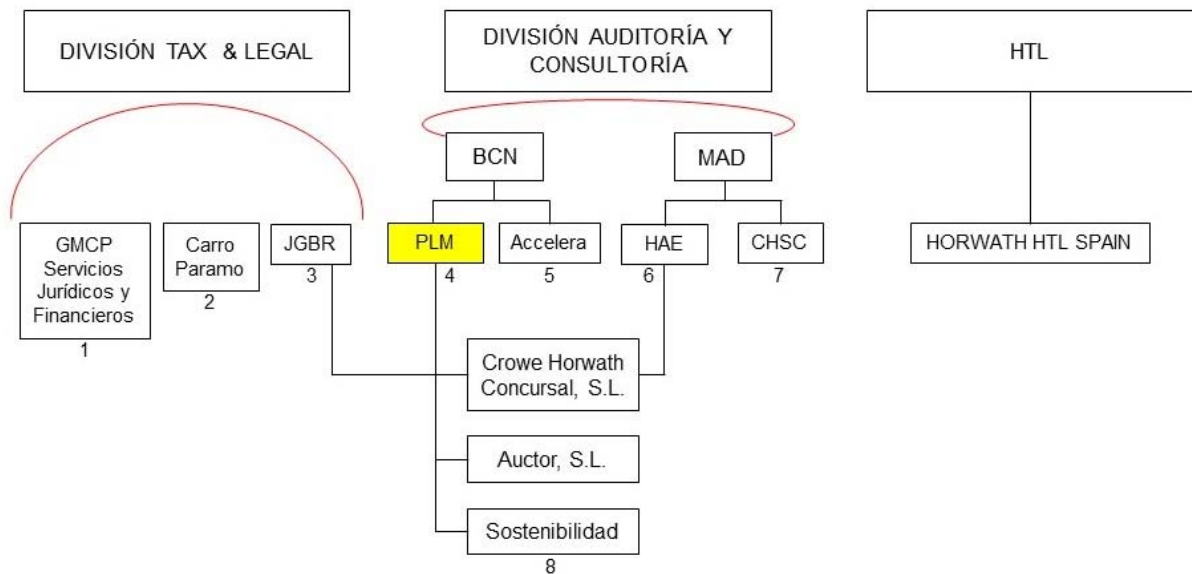 DIVISIÓN TAX & LEGAL
DIVISIÓN AUDITORÍA Y
CONSULTORÍA
HTL
BCN
MAD
GMCP
Servicios
Jurídicos y
Financieros
1
Carro
Paramo
2
JGBR
3
PLM
4
Accelera
5
HAE
6
CHSC
7
HORWATH HTL SPAIN
Crowe Horwath
Concursal, S.L.
Auctor, S.L.
Sostenibilidad
8